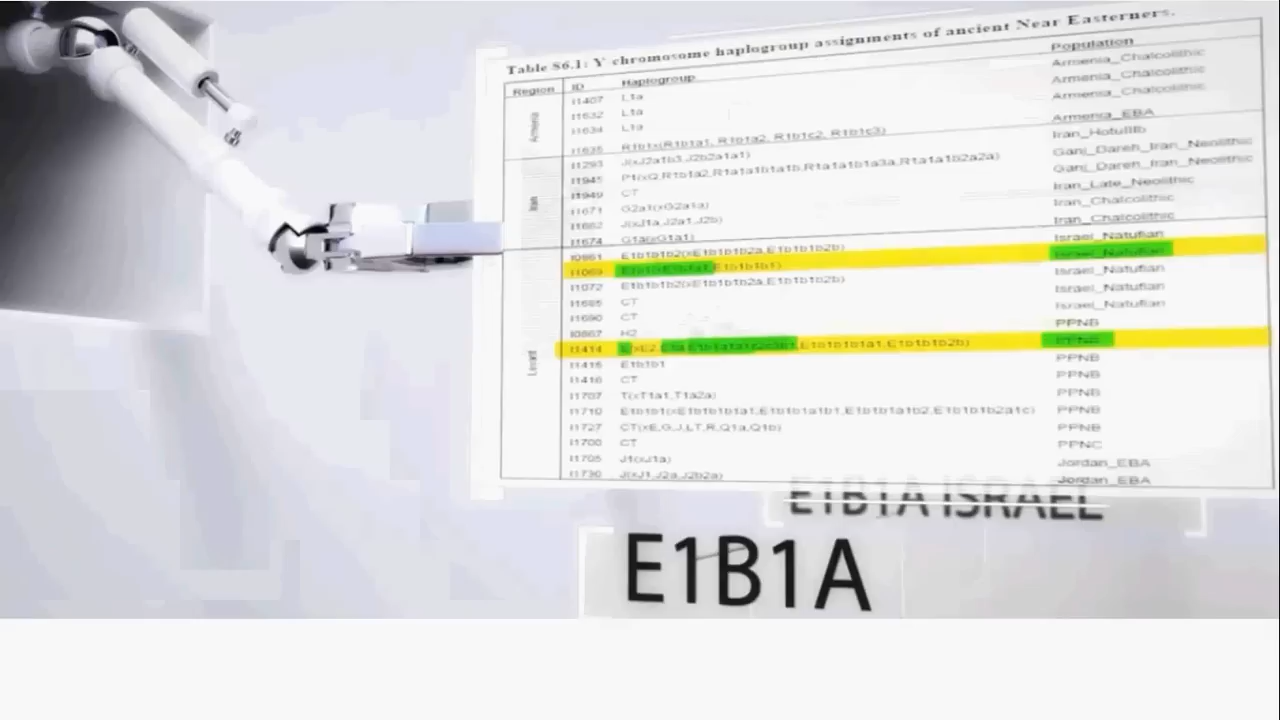 Table S6.1: Y chromosome haplogroup assignments of ancient Near Easterners.
Region ID Haplogroup Population
Armenia
I1407 L1a Armenia_Chalcolithic
I1632 L1a Armenia_Chalcolithic
I1634 L1a Armenia_Chalcolithic
I1635 R1b1x(R1b1a1, R1b1a2, R1b1c2, R1b1c3) Armenia_EBA
Iran
I1293 J(xJ2a1b3,J2b2a1a1) Iran_HotuIIIb
I1945 P1(xQ,R1b1a2,R1a1a1b1a1b,R1a1a1b1a3a,R1a1a1b2a2a) Ganj_Dareh_Iran_Neolithic
I1949 CT Ganj_Dareh_Iran_Neolithic
I1671 G2a1(xG2a1a) Iran_Late_Neolithic
I1662 J(xJ1a,J2a1,J2b) Iran_Chalcolithic
I1674 G1a(xG1a1) Iran_Chalcolithic
Levant
I0861 E1b1b1b2(xE1b1b1b2a,E1b1b1b2b) Israel_Natufian
I1069 E1b1b1b1) Israel_Natufian
I1072 E1b1b1b2(xE1b1b1b2a,E1b1b1b2b) Israel_Natufian
I1685 CT Israel_Natufian
I1690 CT Israel_Natufian
I0867 H2 PPNB
I1414 E(xE2, E1b1b1b1a1,E1b1b1b2b) PPNB
I1415 E1b1b1 PPNB
I1416 CT PPNB
I1707 T(xT1a1,T1a2a) PPNB
I1710 E1b1b1(xE1b1b1b1a1,E1b1b1a1b1,E1b1b1a1b2,E1b1b1b2a1c) PPNB
I1727 CT(xE,G,J,LT,R,Q1a,Q1b) PPNB
I1700 CT PPNC
I1705 J1(xJ1a) Jordan_EBA
I1730 J(xJ1,J2a,J2b2a) Jordan_EBA
E1B1A ISRAEL
E1B1A